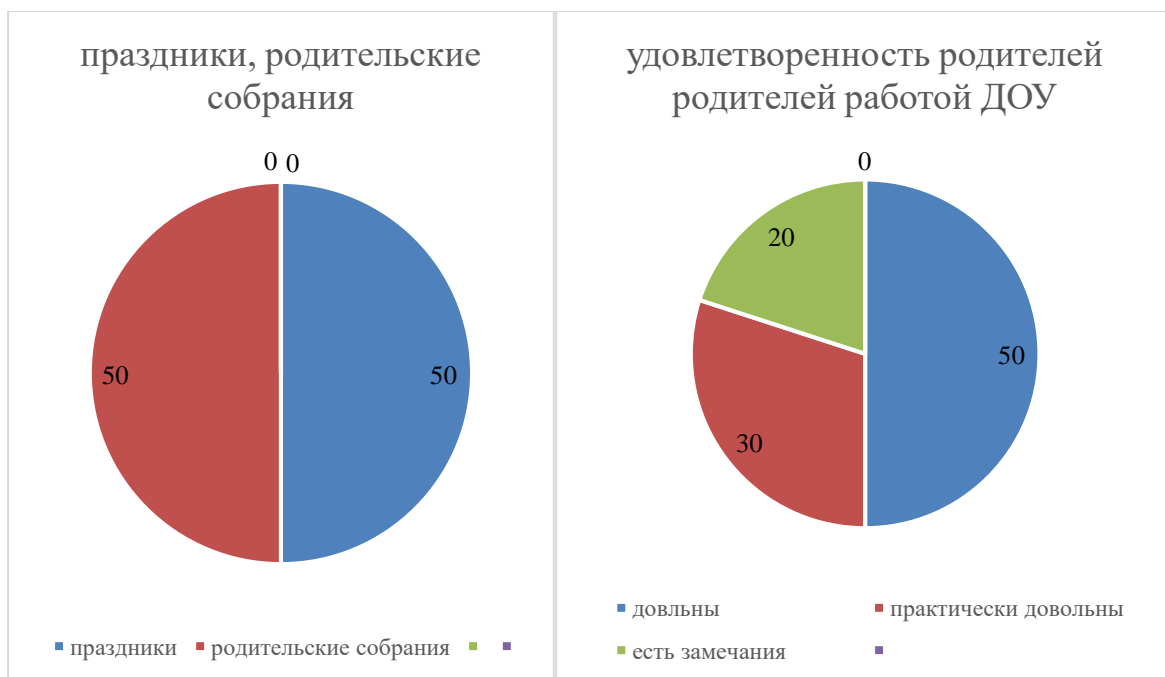 праздники, родительские
собрания
0 0
50
50
праздники родительские собрания
удовлетворенность родителей
родителей работой ДОУ
0
20
50
30
довльны практически довольны
есть замечания